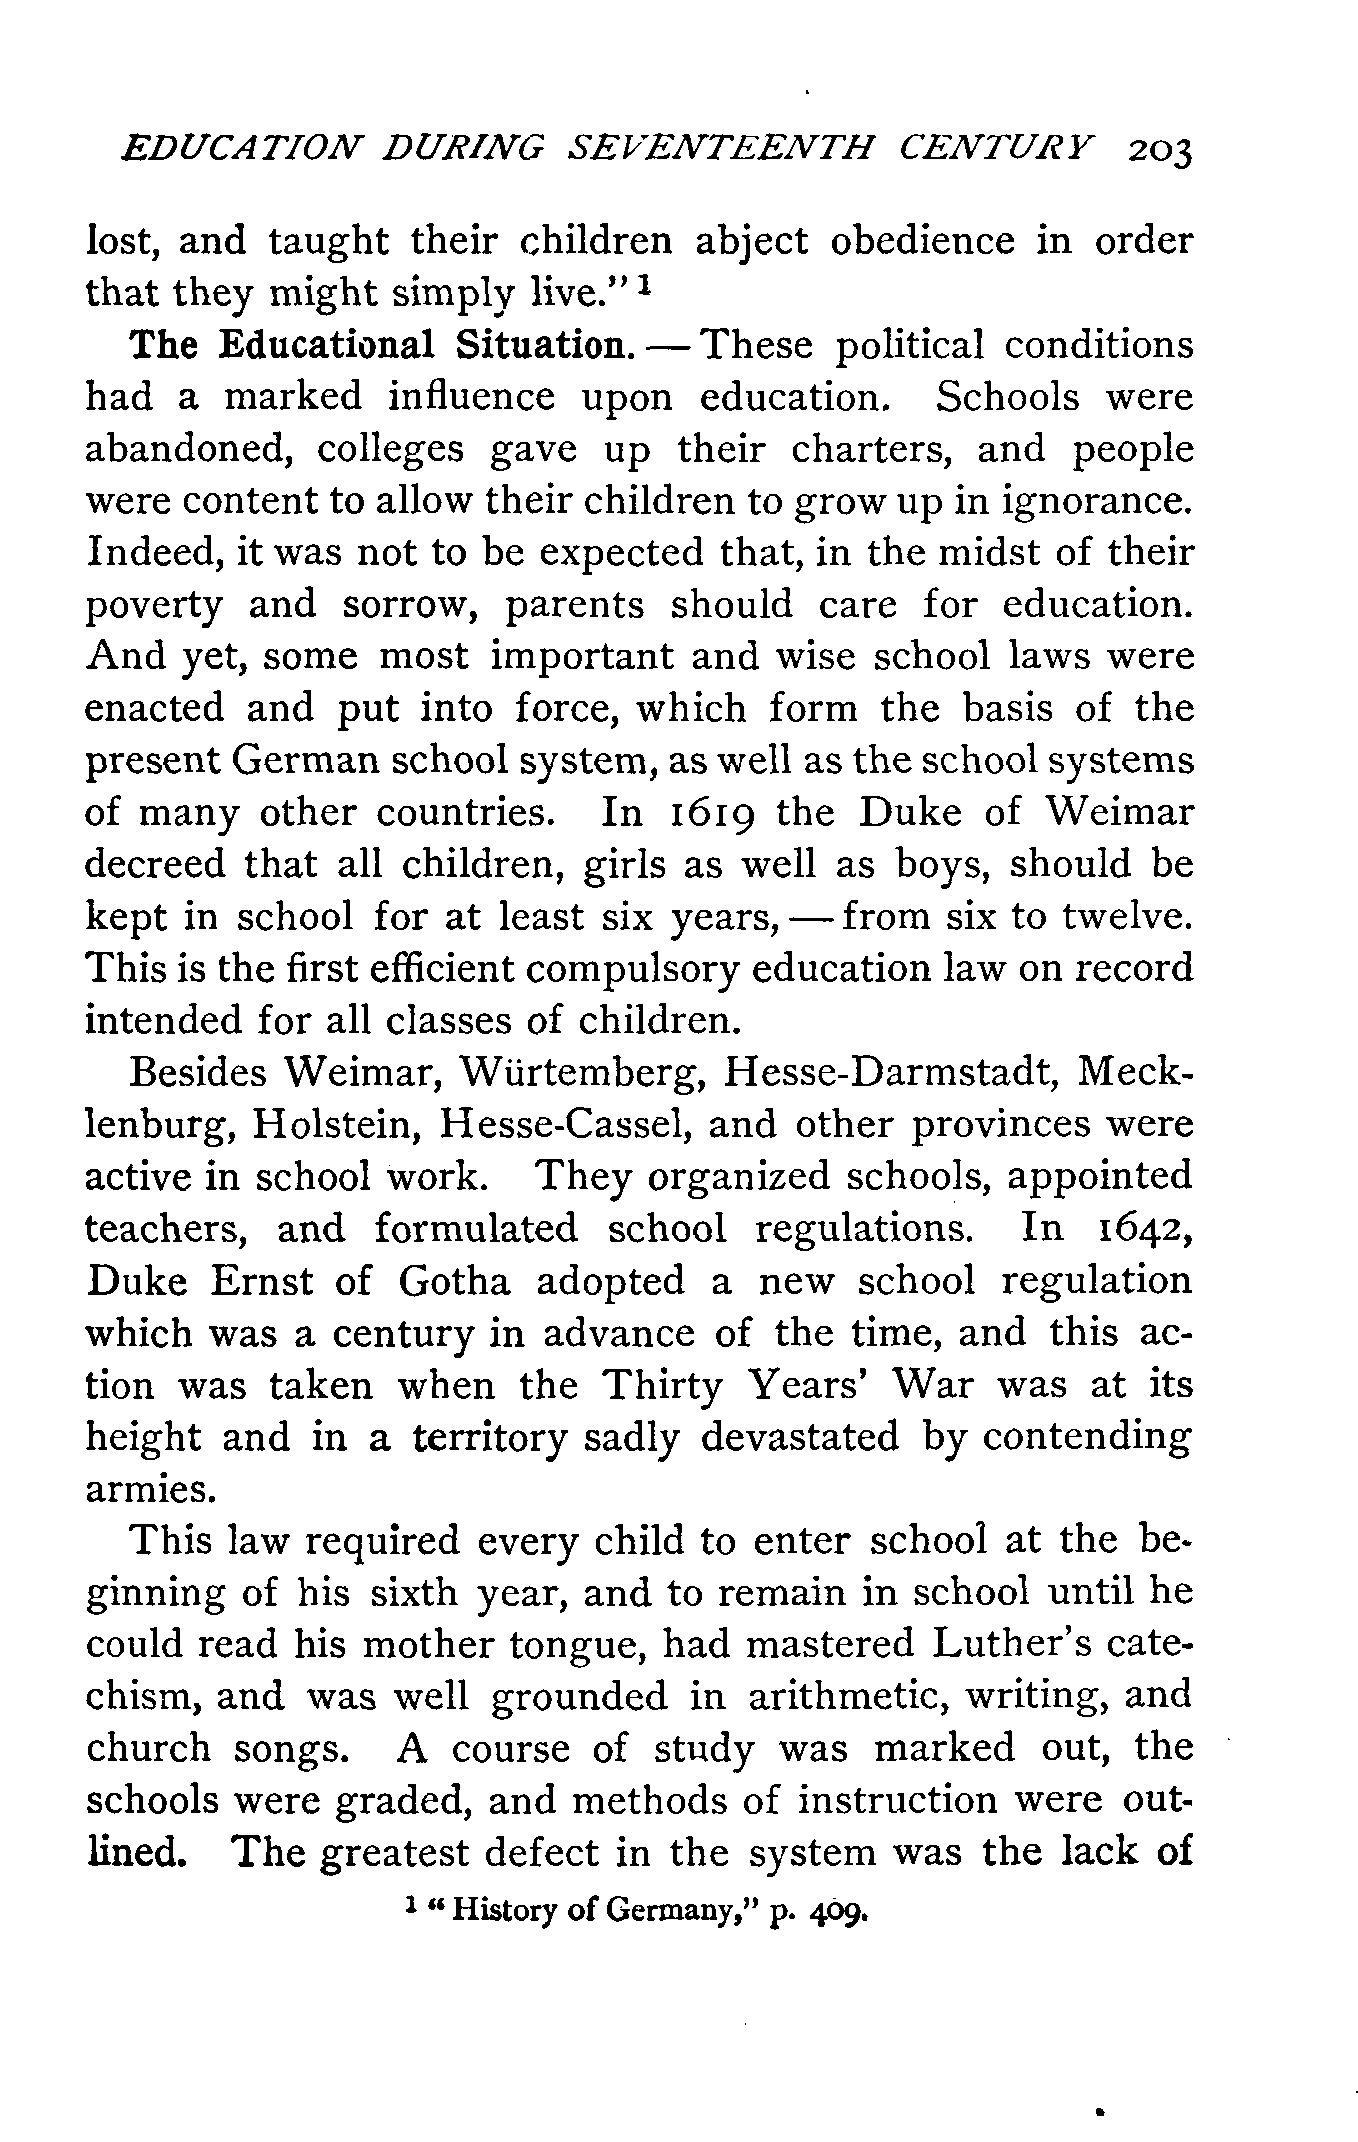 EDUCATION DURING SEVENTEENTH CENTURY 203
lost, and taught their children abject obedience in order
that they might simply live." 1
The Educational Situation. — These political conditions
had a marked influence upon education. Schools were
abandoned, colleges gave up their charters, and people
were content to allow their children to grow up in ignorance.
Indeed, it was not to be expected that, in the midst of their
poverty and sorrow, parents should care for education.
And yet, some most important and wise school laws were
enacted and put into force, which form the basis of the
present German school system, as well as the school systems
of many other countries. In 1619 the Duke of Weimar
decreed that all children, girls as well as boys, should be
kept in school for at least six years, — from six to twelve.
This is the first efficient compulsory education law on record
intended for all classes of children.
Besides Weimar, Würtemberg, Hesse-Darmstadt, Meck-
lenburg, Holstein, Hesse-Cassel, and other provinces were
active in school work. They organized schools, appointed
teachers, and formulated school regulations. In 1642,
Duke Ernst of Gotha adopted a new school regulation
which was a century in advance of the time, and this ac-
tion was taken when the Thirty Years' War was at its
height and in a territory sadly devastated by contending
armies.
This law required every child to enter school at the be-
ginning of his sixth year, and to remain in school until he
could read his mother tongue, had mastered Luther's cate-
chism, and was well grounded in arithmetic, writing, and
church songs. A course of study was marked out, the
schools were graded, and methods of instruction were out-
lined. The greatest defect in the system was the lack of
1 "History of Germany," p. 409.